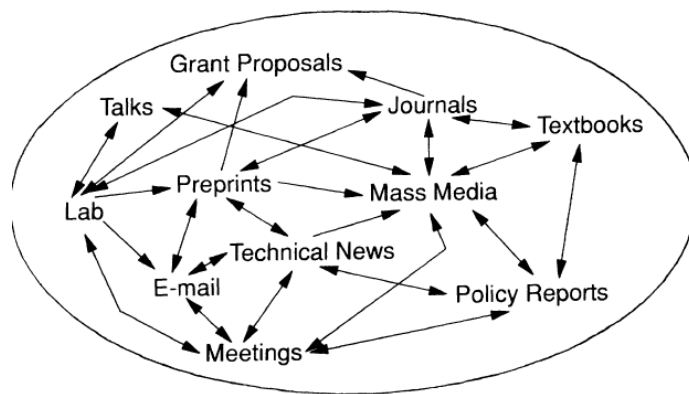 Grant Proposals
Talks
Journals
Textbooks
Preprints
Mass Media
Lab
Technical News
E-mail
Policy Reports
Meetings